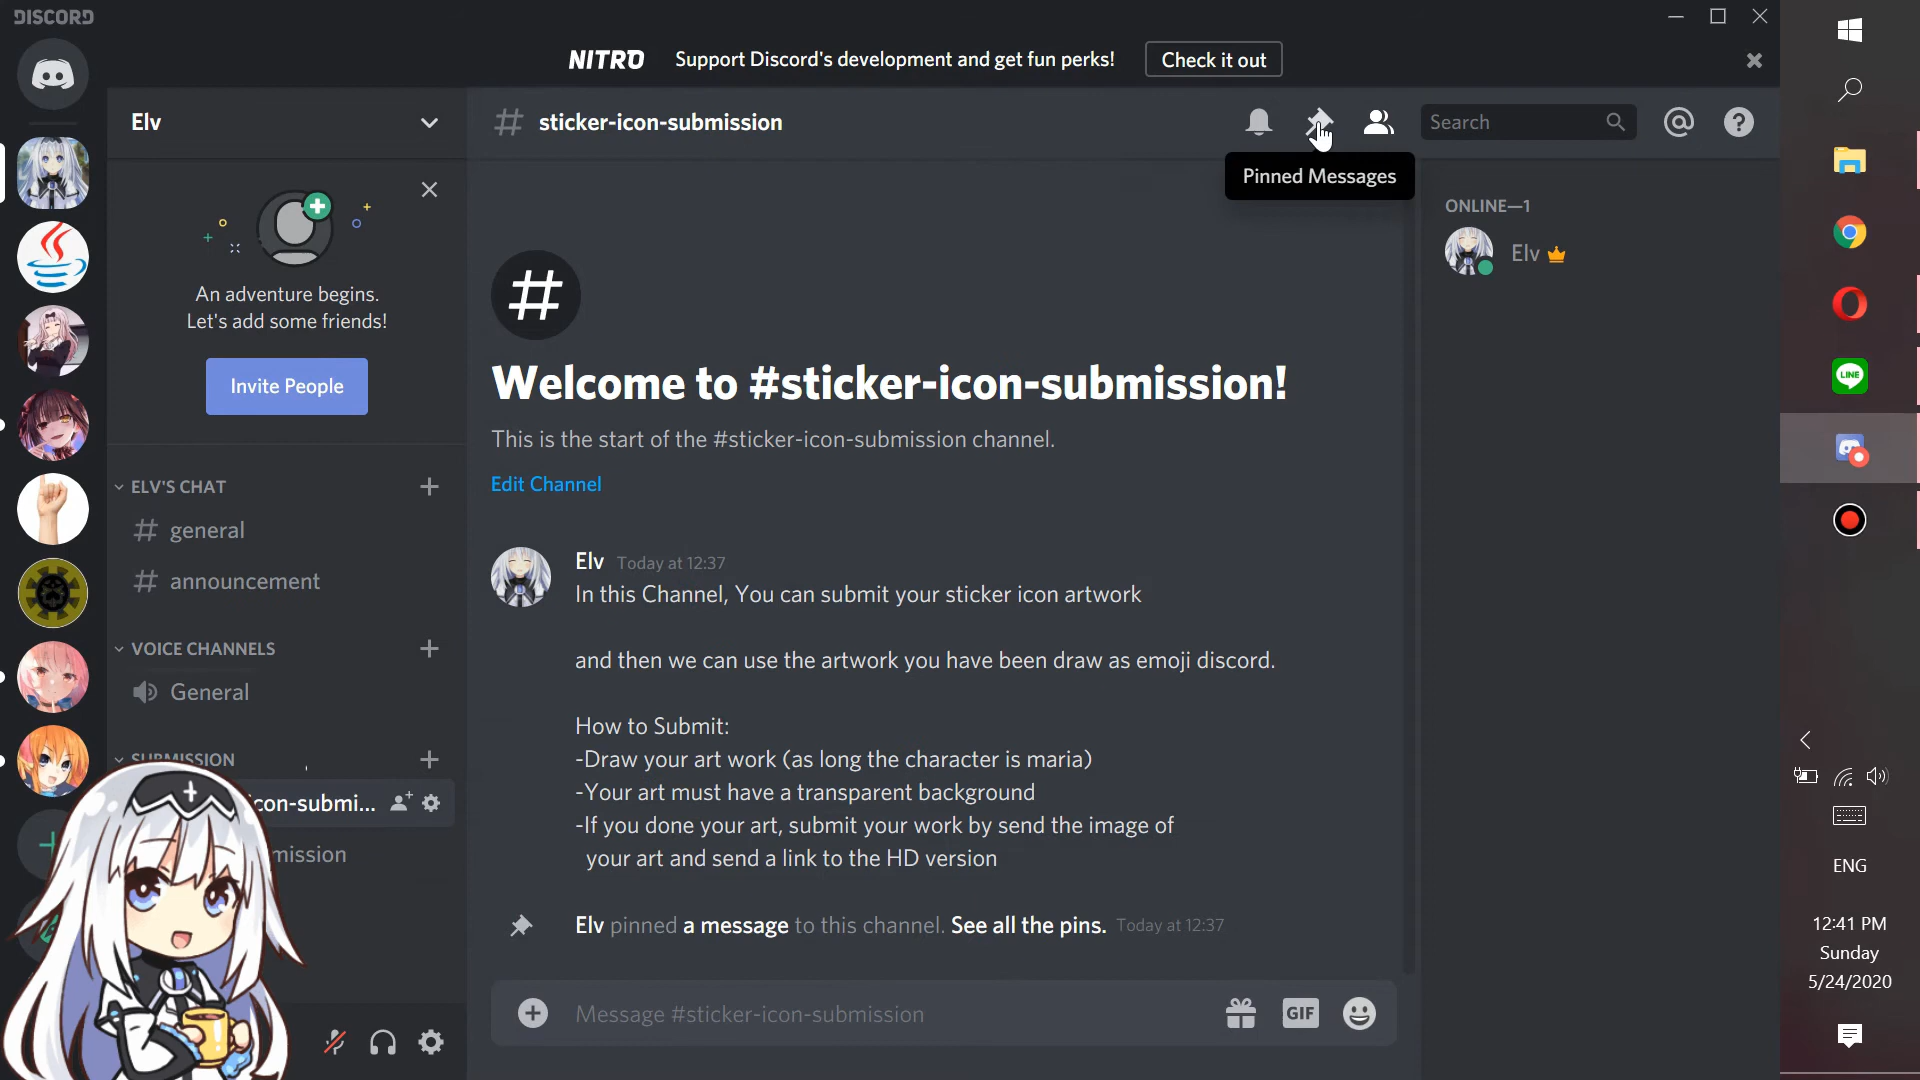 DISCORD
NITRO Support Discord's development and get fun perks! Check it out
Elv
sticker-icon-submission
Search
Pinned Messages
An adventure begins.
Let's add some friends!
Invite People
ELV'S CHAT
general
announcement
VOICE CHANNELS
General
SUBMISSION
con-submi...
mission
Welcome to #sticker-icon-submission!
This is the start of the #sticker-icon-submission channel.
Edit Channel
Elv Today at 12:37
In this Channel, You can submit your sticker icon artwork
and then we can use the artwork you have been draw as emoji discord.
How to Submit:
-Draw your art work (as long the character is maria)
-Your art must have a transparent background
-If you done your art, submit your work by send the image of
your art and send a link to the HD version
Elv pinned a message to this channel. See all the pins. Today at 12:37
Message #sticker-icon-submission
GIF
ONLINE—1
Elv
LINE
ENG
12:41 PM
Sunday
5/24/2020